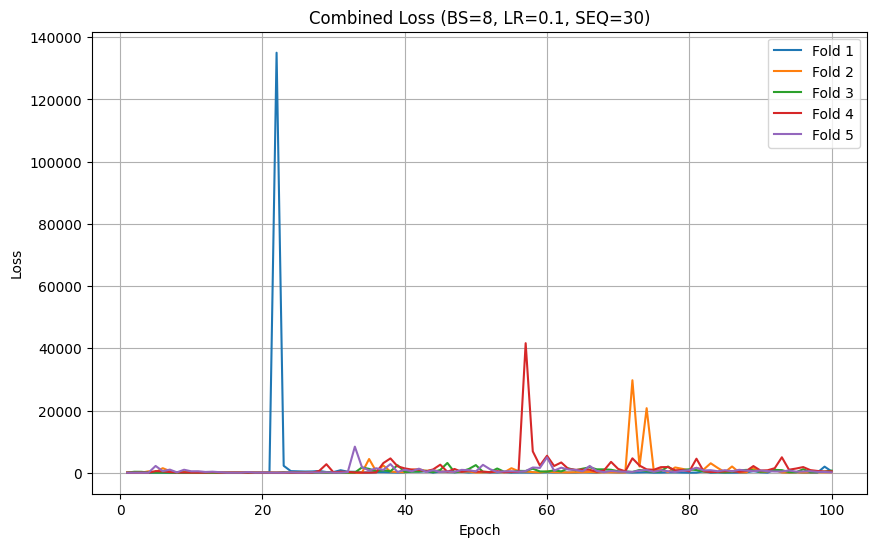 Combined Loss (BS=8, LR=0.1, SEQ=30)
140000
120000
100000
80000
60000
40000
20000
0
Loss
0 20 40 60 80 100
Epoch
Fold 1
Fold 2
Fold 3
Fold 4
Fold 5